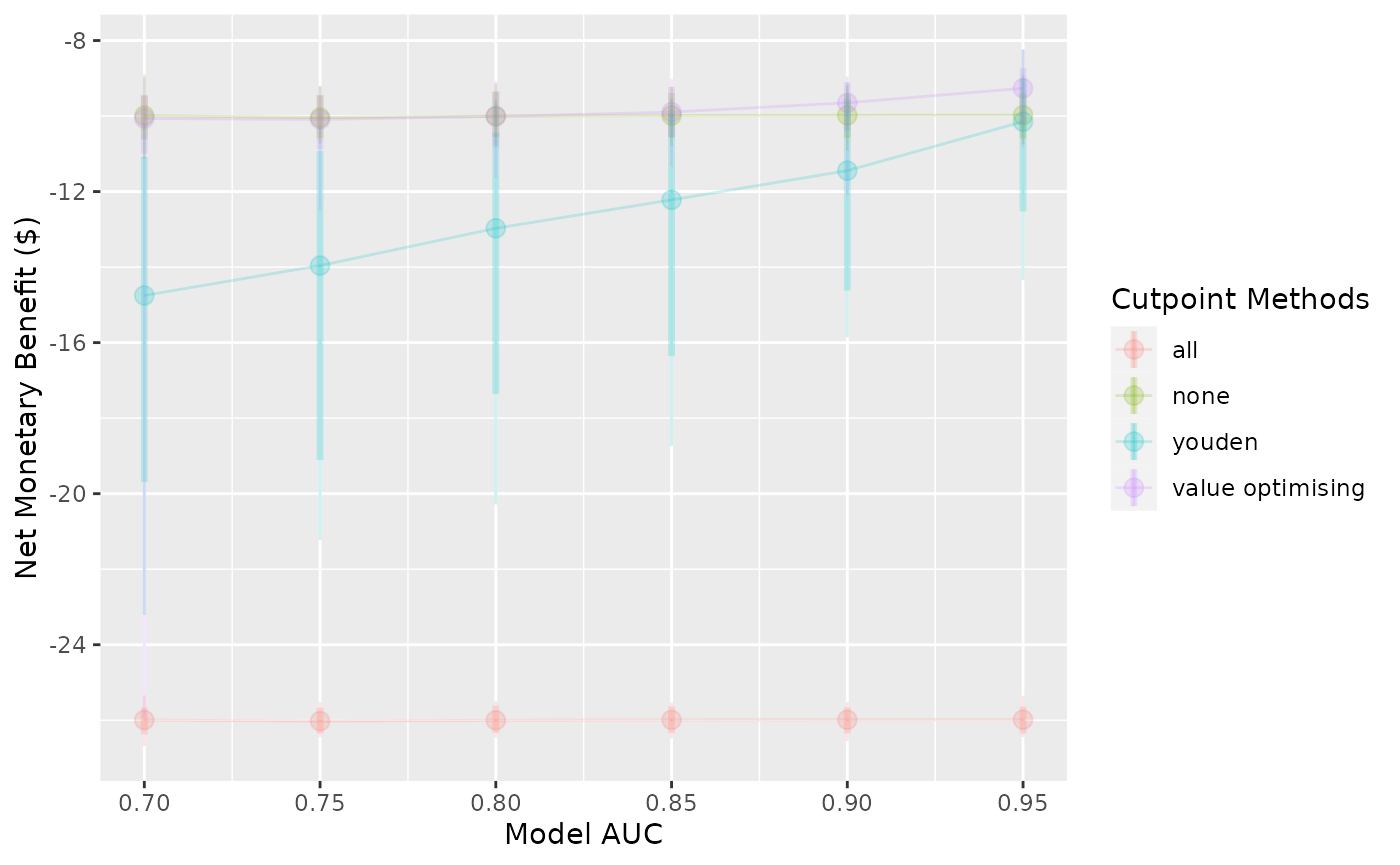 -8
-12
-16
-20
-24
Net Monetary Benefit ($)
0.70 0.75 0.80 0.85 0.90 0.95
Model AUC
Cutpoint Methods
all
none
youden
value optimising